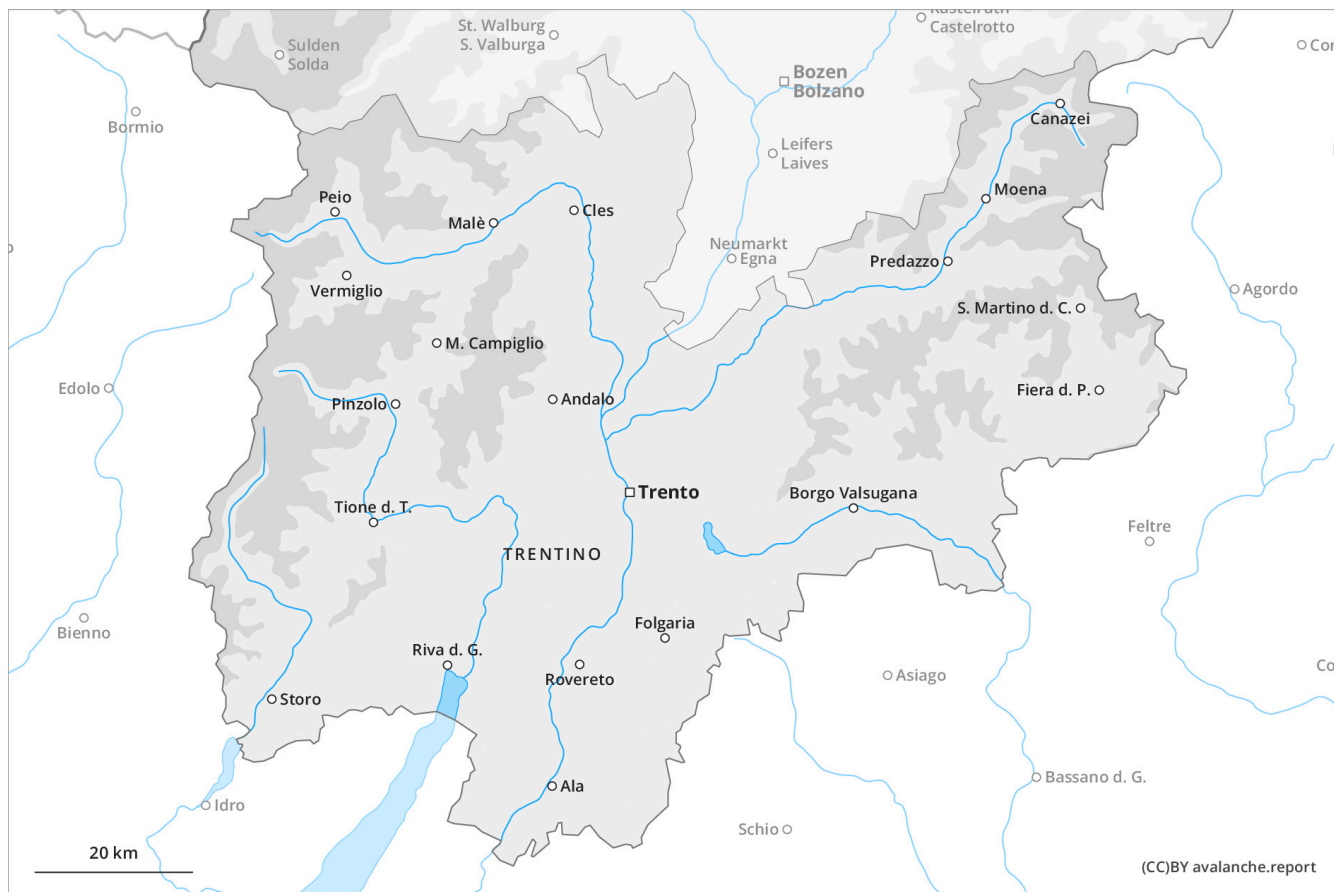 Kastelruth
Castelrotto
St. Walburg
S. Valburga
Sulden
Solda
Bozen
Bolzano
Bormio
Canazei
Leifers
Laives
Peio
Malè
Cles
Moena
Neumarkt
Egna
Predazzo
Vermiglio
Agordo
S. Martino d. C.
M. Campiglio
Edolo
Fiera d. P.
Pinzolo
Andalo
Trento
Borgo Valsugana
Tione d. T.
Feltre
TRENTINO
Bienno
Folgaria
Riva d. G.
Rovereto
Asiago
Storo
Bassano d. G.
Ala
Idro
Schio
20 km
(CC)BY avalanche.report